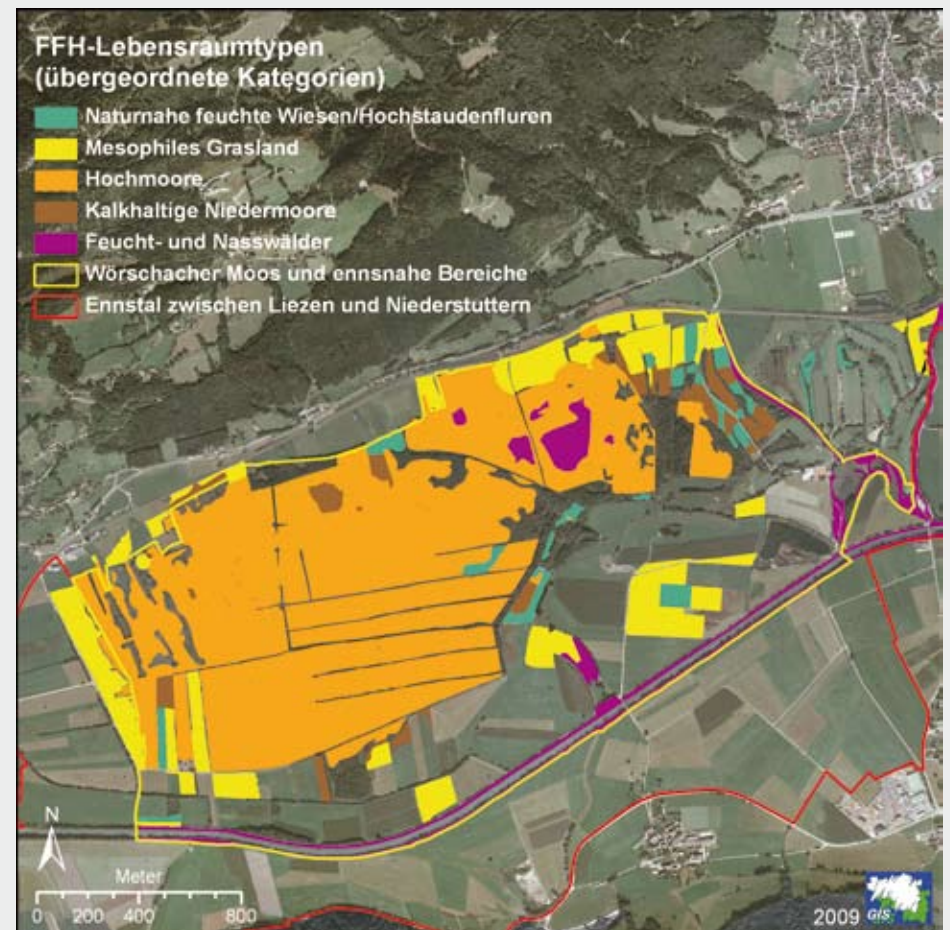 FFH-Lebensraumtypen
(übergeordnete Kategorien)
Naturnahe feuchte Wiesen/Hochstaudenfluren
Mesophiles Grasland
Hochmoore
Kalkhaltige Niedermoore
Feucht- und Nasswälder
Wörschacher Moos und ennsnahe Bereiche
Ennstal zwischen Liezen und Niederstuttern
N
Meter
0 200 400 800
2009 GIS